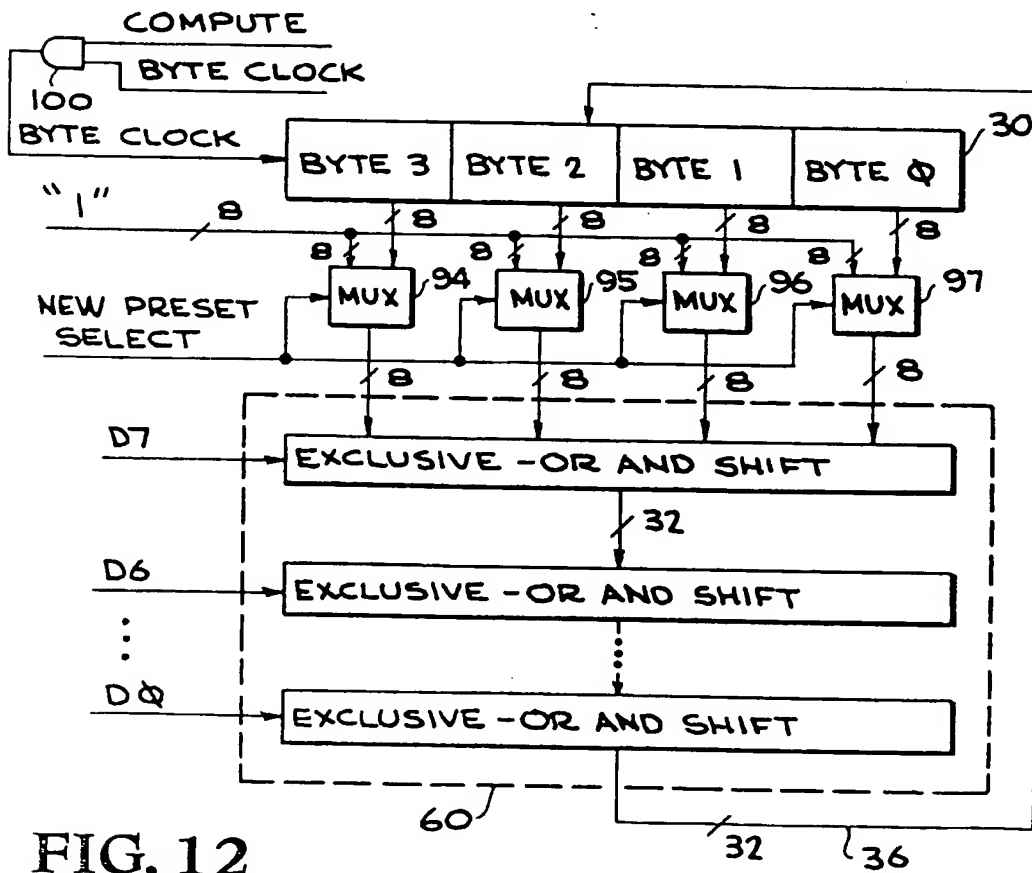 COMPUTE
BYTE CLOCK
100
BYTE CLOCK
30
BYTE 3 BYTE 2 BYTE 1 BYTE Φ
"1"
8
8 8 8 8
8 8 8 8
MUX 94 MUX 95 MUX 96 MUX 97
NEW PRESET
SELECT
8 8 8 8
D7
EXCLUSIVE-OR AND SHIFT
32
D6
EXCLUSIVE-OR AND SHIFT
DΦ
EXCLUSIVE-OR AND SHIFT
60
32
36
FIG. 12